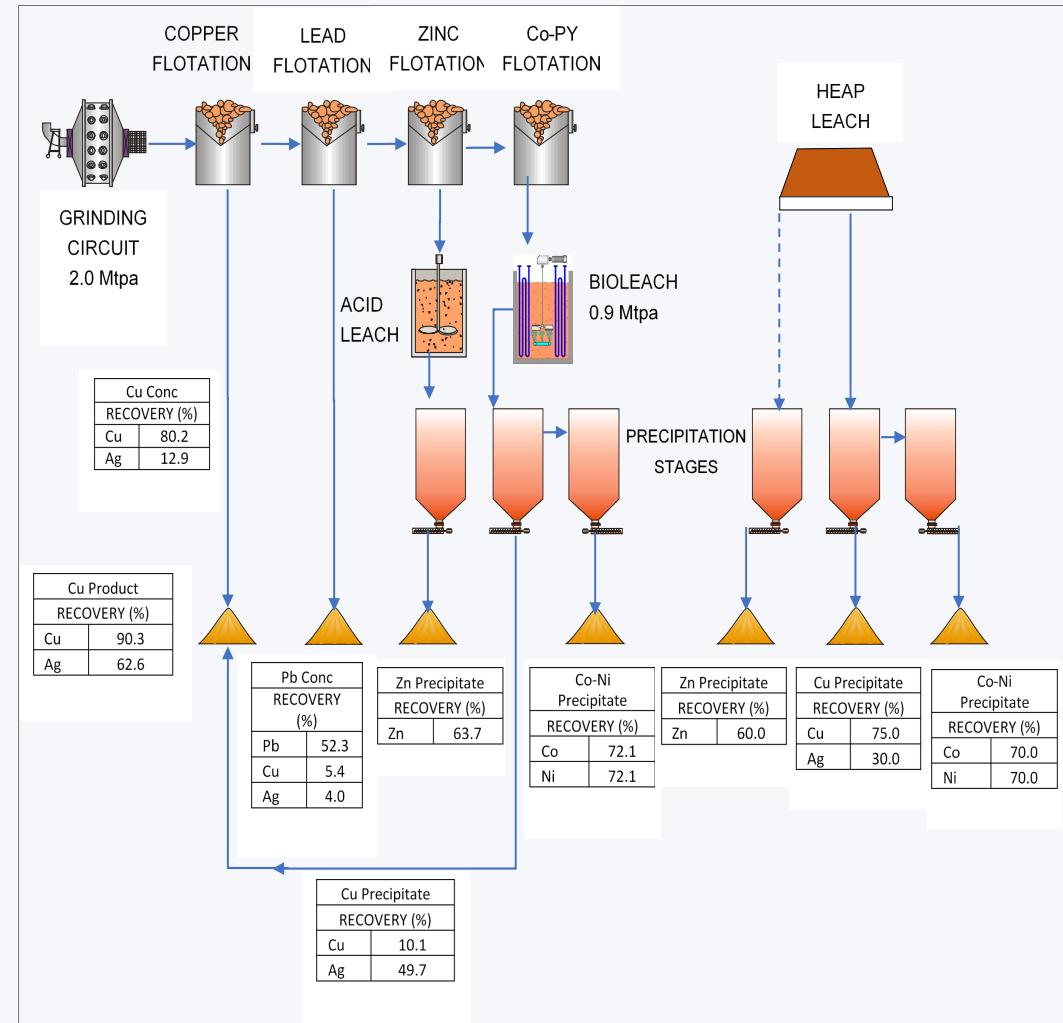 COPPER
FLOTATION
LEAD
FLOTATION
ZINC
FLOTATION
Co-PY
FLOTATION
HEAP
LEACH
GRINDING
CIRCUIT
2.0 Mtpa
ACID
LEACH
BIOLEACH
0.9 Mtpa
PRECIPITATION
STAGES
Cu Conc
RECOVERY (%)
Cu 80.2
Ag 12.9
Cu Product
RECOVERY (%)
Cu 90.3
Ag 62.6
Pb Conc
RECOVERY
(%)
Pb 52.3
Cu 5.4
Ag 4.0
Zn Precipitate
RECOVERY (%)
Zn 63.7
Co-Ni
Precipitate
RECOVERY (%)
Co 72.1
Ni 72.1
Zn Precipitate
RECOVERY (%)
Zn 60.0
Cu Precipitate
RECOVERY (%)
Cu 75.0
Ag 30.0
Co-Ni
Precipitate
RECOVERY (%)
Co 70.0
Ni 70.0
Cu Precipitate
RECOVERY (%)
Cu 10.1
Ag 49.7